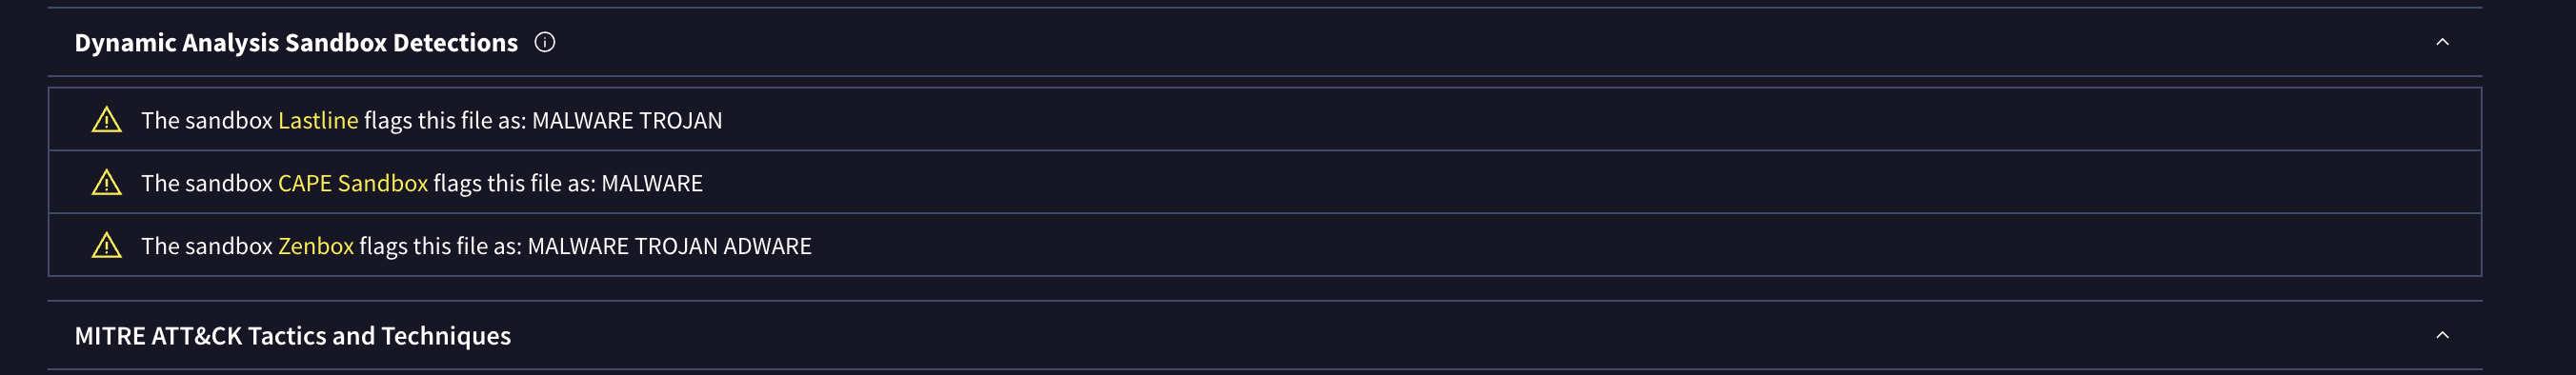 Dynamic Analysis Sandbox Detections
The sandbox Lastline flags this file as: MALWARE TROJAN
The sandbox CAPE Sandbox flags this file as: MALWARE
The sandbox Zenbox flags this file as: MALWARE TROJAN ADWARE
MITRE ATT&CK Tactics and Techniques